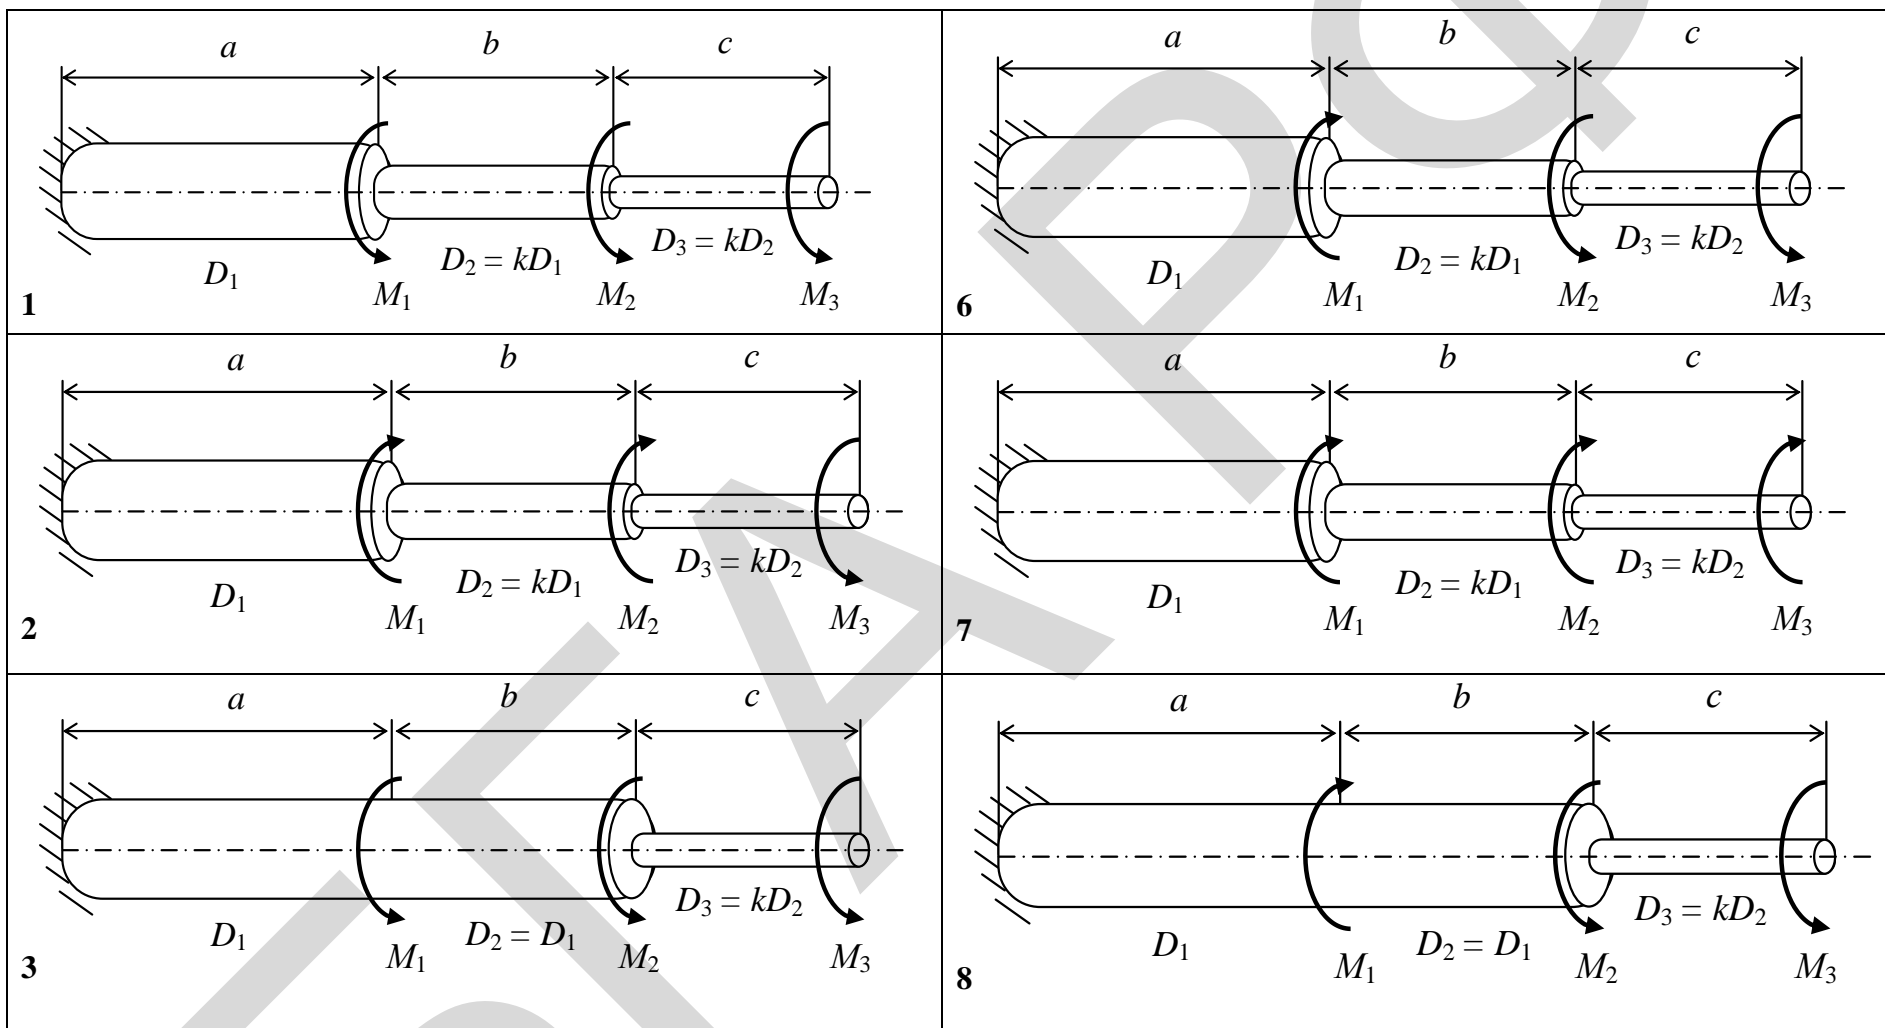 a b c
D₁ D₂ = kD₁ D₃ = kD₂
M₁ M₂ M₃
1
a b c
D₁ D₂ = kD₁ D₃ = kD₂
M₁ M₂ M₃
6
a b c
D₁ D₂ = kD₁ D₃ = kD₂
M₁ M₂ M₃
2
a b c
D₁ D₂ = kD₁ D₃ = kD₂
M₁ M₂ M₃
7
a b c
D₁ D₂ = D₁ D₃ = kD₂
M₁ M₂ M₃
3
a b c
D₁ D₂ = D₁ D₃ = kD₂
M₁ M₂ M₃
8